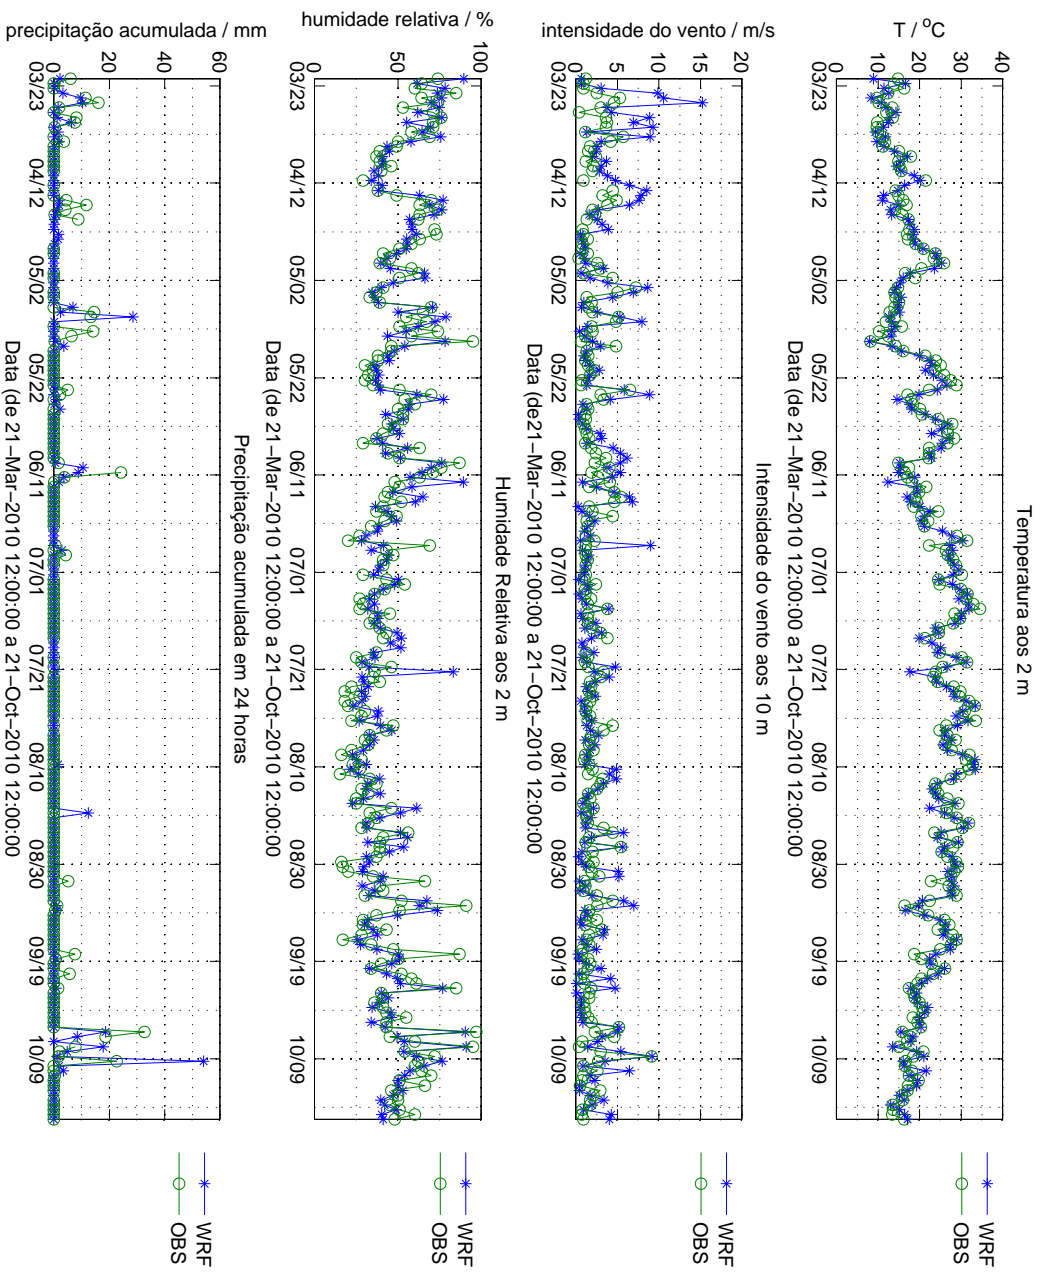 Temperatura aos 2 m
T / °C
40
30
20
10
0
03/23 04/12 05/02 05/22 06/11 07/01 07/21 08/10 08/30 09/19 10/09
Data (de 21−Mar−2010 12:00:00 a 21−Oct−2010 12:00:00
WRF
OBS
Intensidade do vento aos 10 m
intensidade do vento / m/s
20
15
10
5
0
03/23 04/12 05/02 05/22 06/11 07/01 07/21 08/10 08/30 09/19 10/09
Data (de21−Mar−2010 12:00:00 a 21−Oct−2010 12:00:00
WRF
OBS
Humidade Relativa aos 2 m
humidade relativa / %
100
50
0
03/23 04/12 05/02 05/22 06/11 07/01 07/21 08/10 08/30 09/19 10/09
Data (de 21−Mar−2010 12:00:00 a 21−Oct−2010 12:00:00
WRF
OBS
Precipitação acumulada em 24 horas
precipitação acumulada / mm
60
40
20
0
03/23 04/12 05/02 05/22 06/11 07/01 07/21 08/10 08/30 09/19 10/09
Data (de 21−Mar−2010 12:00:00 a 21−Oct−2010 12:00:00
WRF
OBS